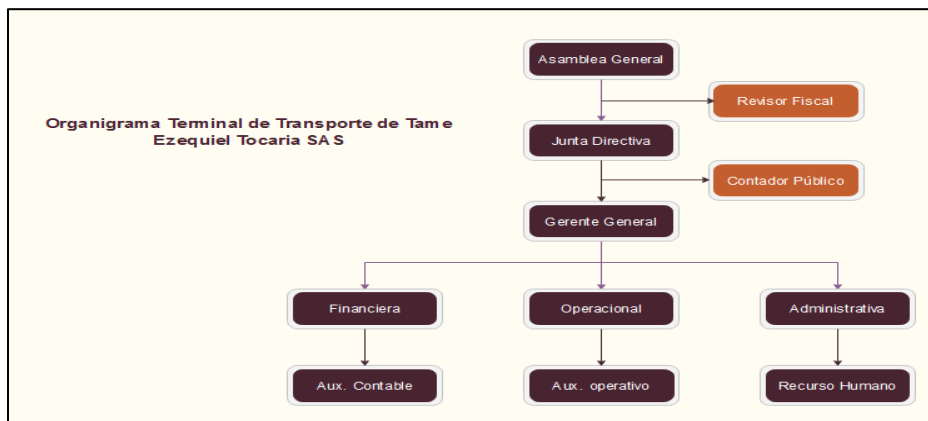 Asamblea General
Revisor Fiscal
Organigrama Terminal de Transporte de Tame
Ezequiel Tocaria SAS
Junta Directiva
Contador Público
Gerente General
Financiera
Operacional
Administrativa
Aux. Contable
Aux. operativo
Recurso Humano